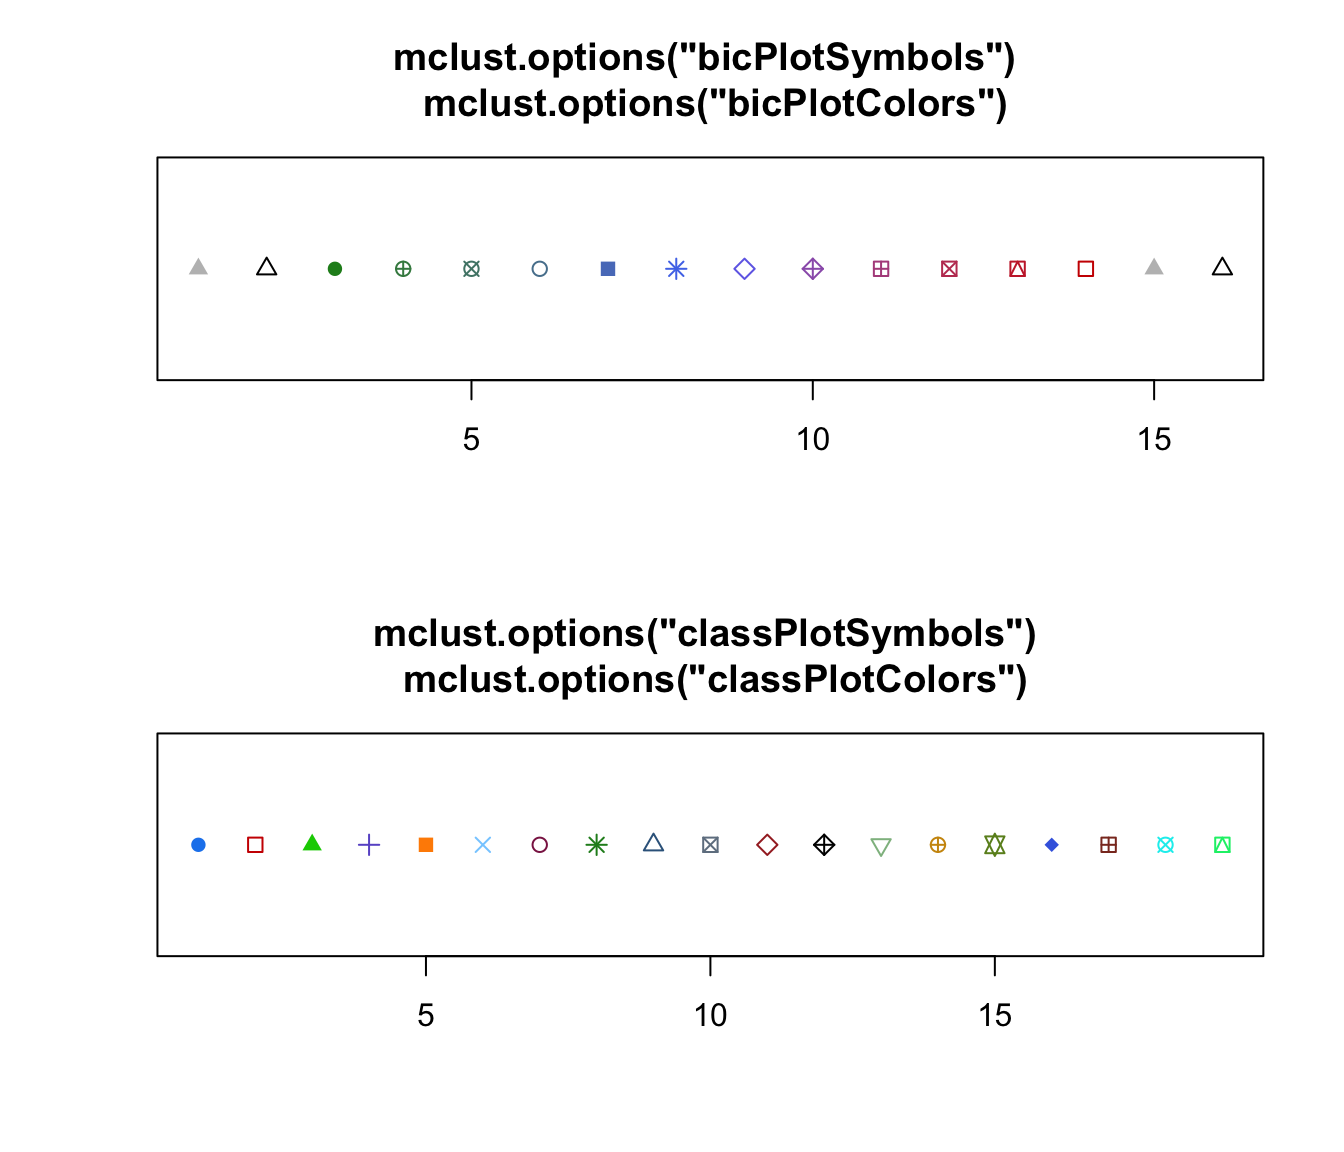 mclust.options("bicPlotSymbols")
mclust.options("bicPlotColors")
5 10 15
mclust.options("classPlotSymbols")
mclust.options("classPlotColors")
5 10 15